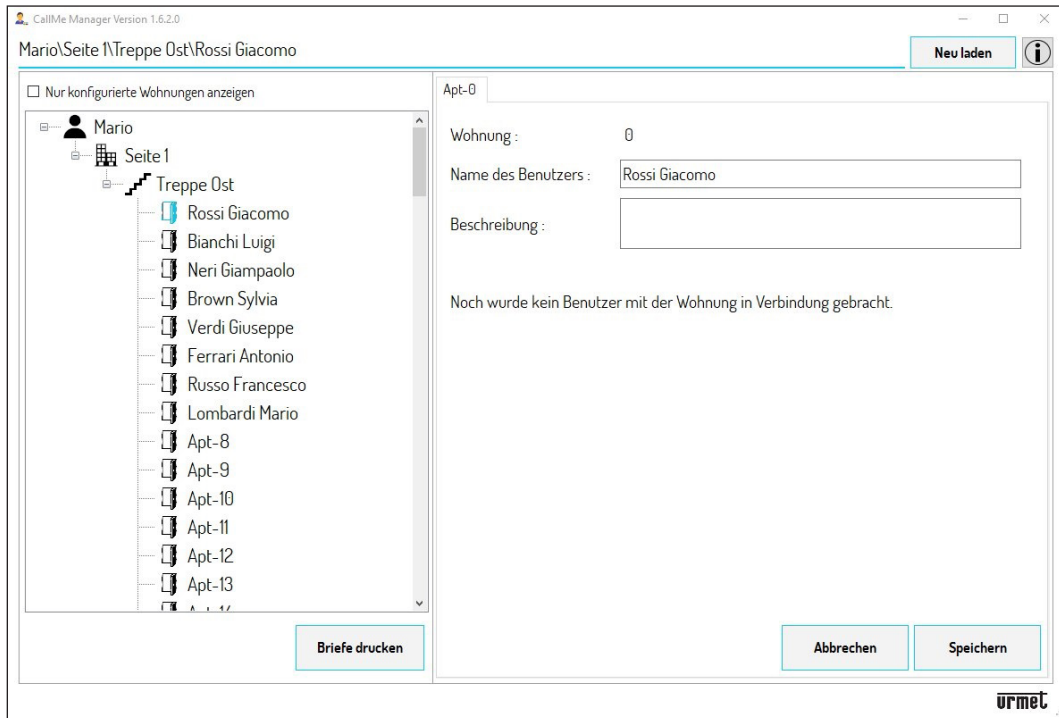 CallMe Manager Version 1.6.2.0
Mario\Seite 1\Treppe Ost\Rossi Giacomo
Neu laden
Nur konfigurierte Wohnungen anzeigen
Mario
Seite 1
Treppe Ost
Rossi Giacomo
Bianchi Luigi
Neri Giampaolo
Brown Sylvia
Verdi Giuseppe
Ferrari Antonio
Russo Francesco
Lombardi Mario
Apt-8
Apt-9
Apt-10
Apt-11
Apt-12
Apt-13
Briefe drucken
Apt-0
Wohnung : 0
Name des Benutzers : Rossi Giacomo
Beschreibung :
Noch wurde kein Benutzer mit der Wohnung in Verbindung gebracht.
Abbrechen
Speichern
urmet